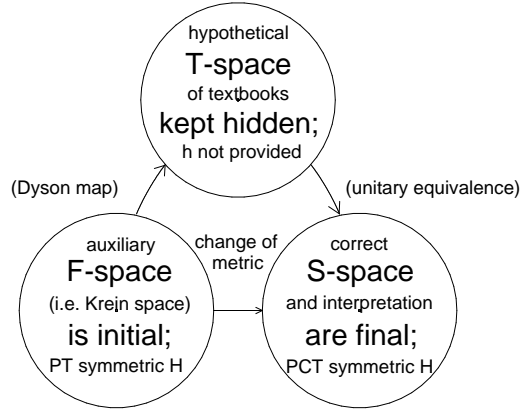 hypothetical
T-space
of textbooks
kept hidden;
h not provided
(Dyson map)
(unitary equivalence)
auxiliary
F-space
(i.e. Krein space)
is initial;
PT symmetric H
change of
metric
correct
S-space
and interpretation
are final;
PCT symmetric H